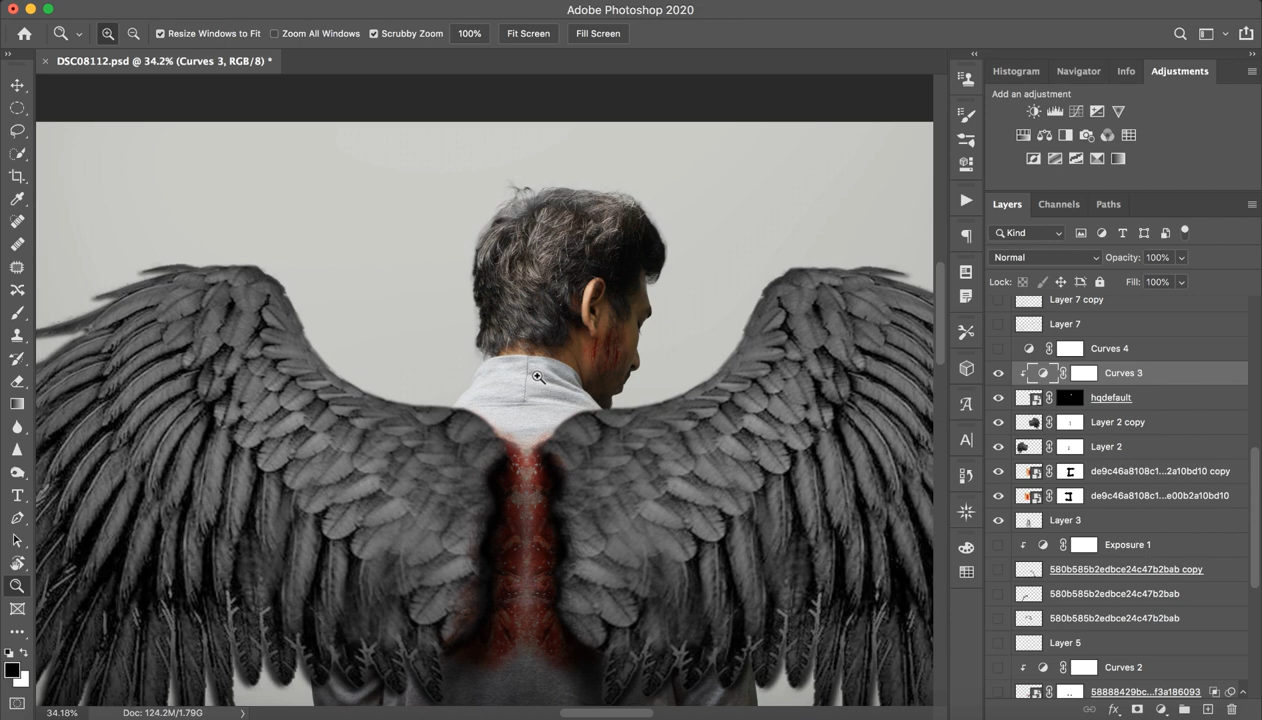 Adobe Photoshop 2020
Resize Windows to Fit Zoom All Windows Scrubby Zoom 100% Fit Screen Fill Screen
× DSC08112.psd @ 34.2% (Curves 3, RGB/8) *
Histogram Navigator Info Adjustments
Add an adjustment
Layers Channels Paths
Kind
Normal Opacity: 100%
Lock: Fill: 100%
Layer 7 copy
Layer 7
Curves 4
Curves 3
hqdefault
Layer 2 copy
Layer 2
de9c46a8108c1...2a10bd10 copy
de9c46a8108c1...e00b2a10bd10
Layer 3
Exposure 1
580b585b2edbce24c47b2bab copy
580b585b2edbce24c47b2bab
580b585b2edbce24c47b2bab
Layer 5
Curves 2
58888429bc...f3a186093
34.18% Doc: 124.2M/1.79G